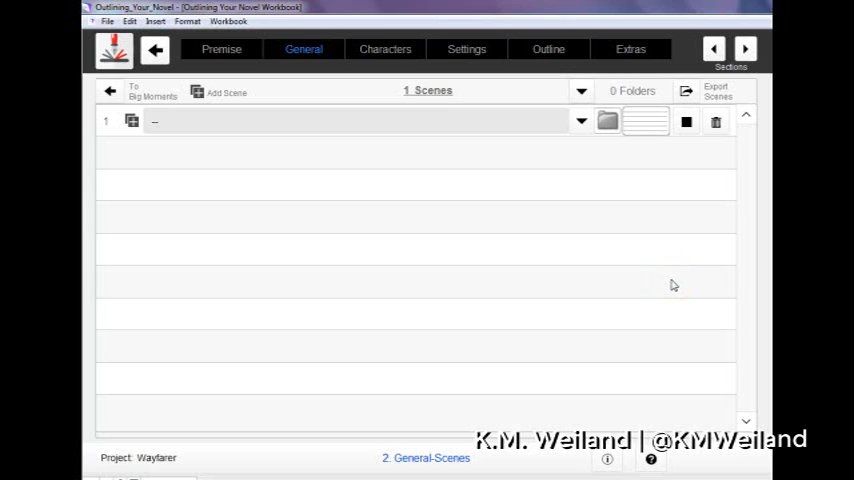 Outlining_Your_Novel - [Outlining Your Novel Workbook]
File Edit Insert Format Workbook
Premise General Characters Settings Outline Extras
Sections
To Big Moments
Add Scene
1 Scenes
0 Folders
Export Scenes
1 --
K.M. Weiland | @KMWeiland
Project: Wayfarer
2. General-Scenes